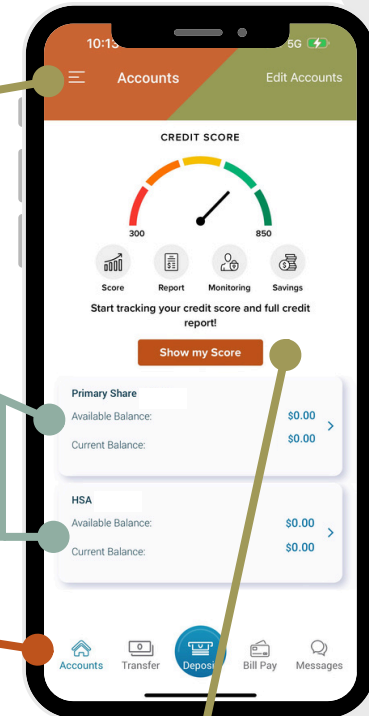 10:13
5G
Accounts
Edit Accounts
CREDIT SCORE
300
850
Score
Report
Monitoring
Savings
Start tracking your credit score and full credit
report!
Show my Score
Primary Share
Available Balance:
$0.00
Current Balance:
$0.00
HSA
Available Balance:
$0.00
Current Balance:
$0.00
Accounts
Transfer
Deposit
Bill Pay
Messages